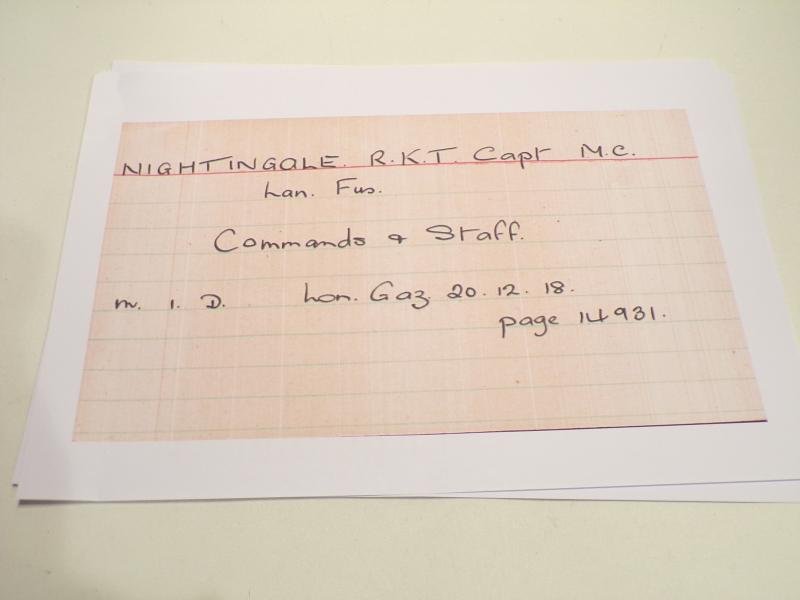 NIGHTINGALE. R.K.T. Capt M.C.
Lan. Fus.
Commands & Staff.
M. I. D. Lon. Gaz. 20. 12. 18.
page 14931.